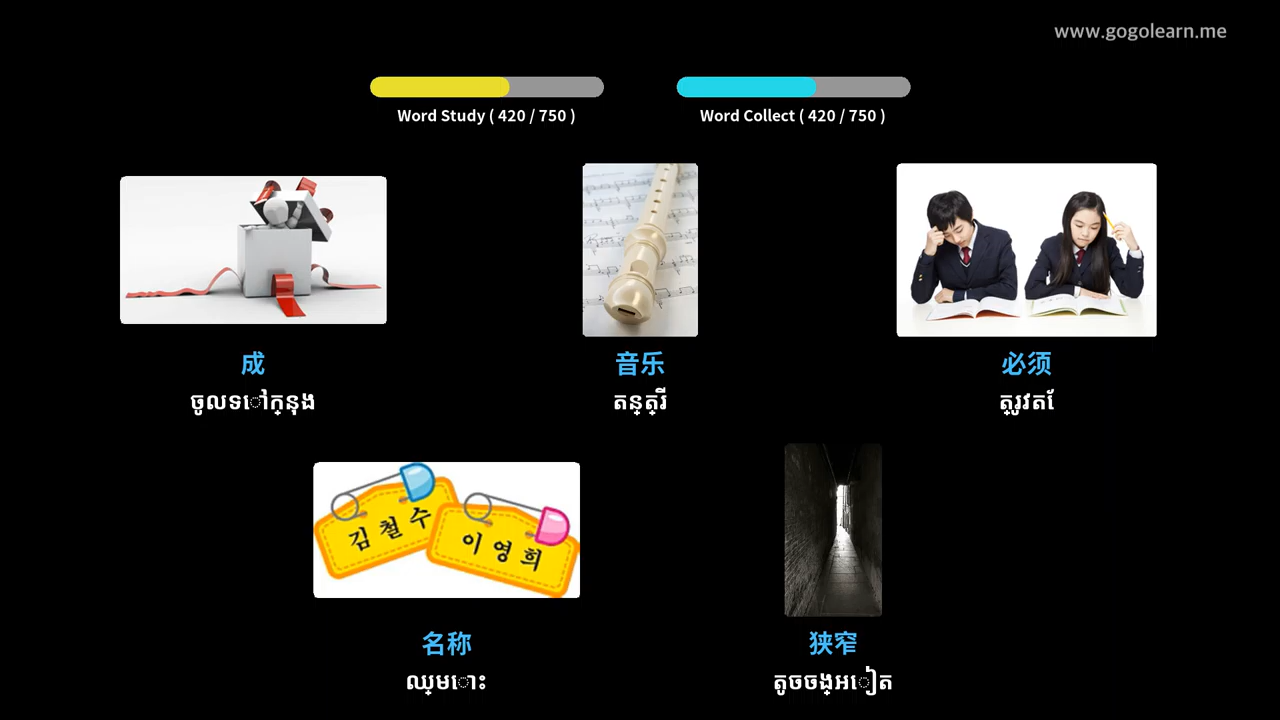 www.gogolearn.me
Word Study ( 420 / 750 )
Word Collect ( 420 / 750 )
成
音乐
必须
ចូលទៅក្នុង
តន្ត្រី
ត្រូវតែ
김철수
이영희
名称
狭窄
ឈ្មោះ
តូចចង្អៀត